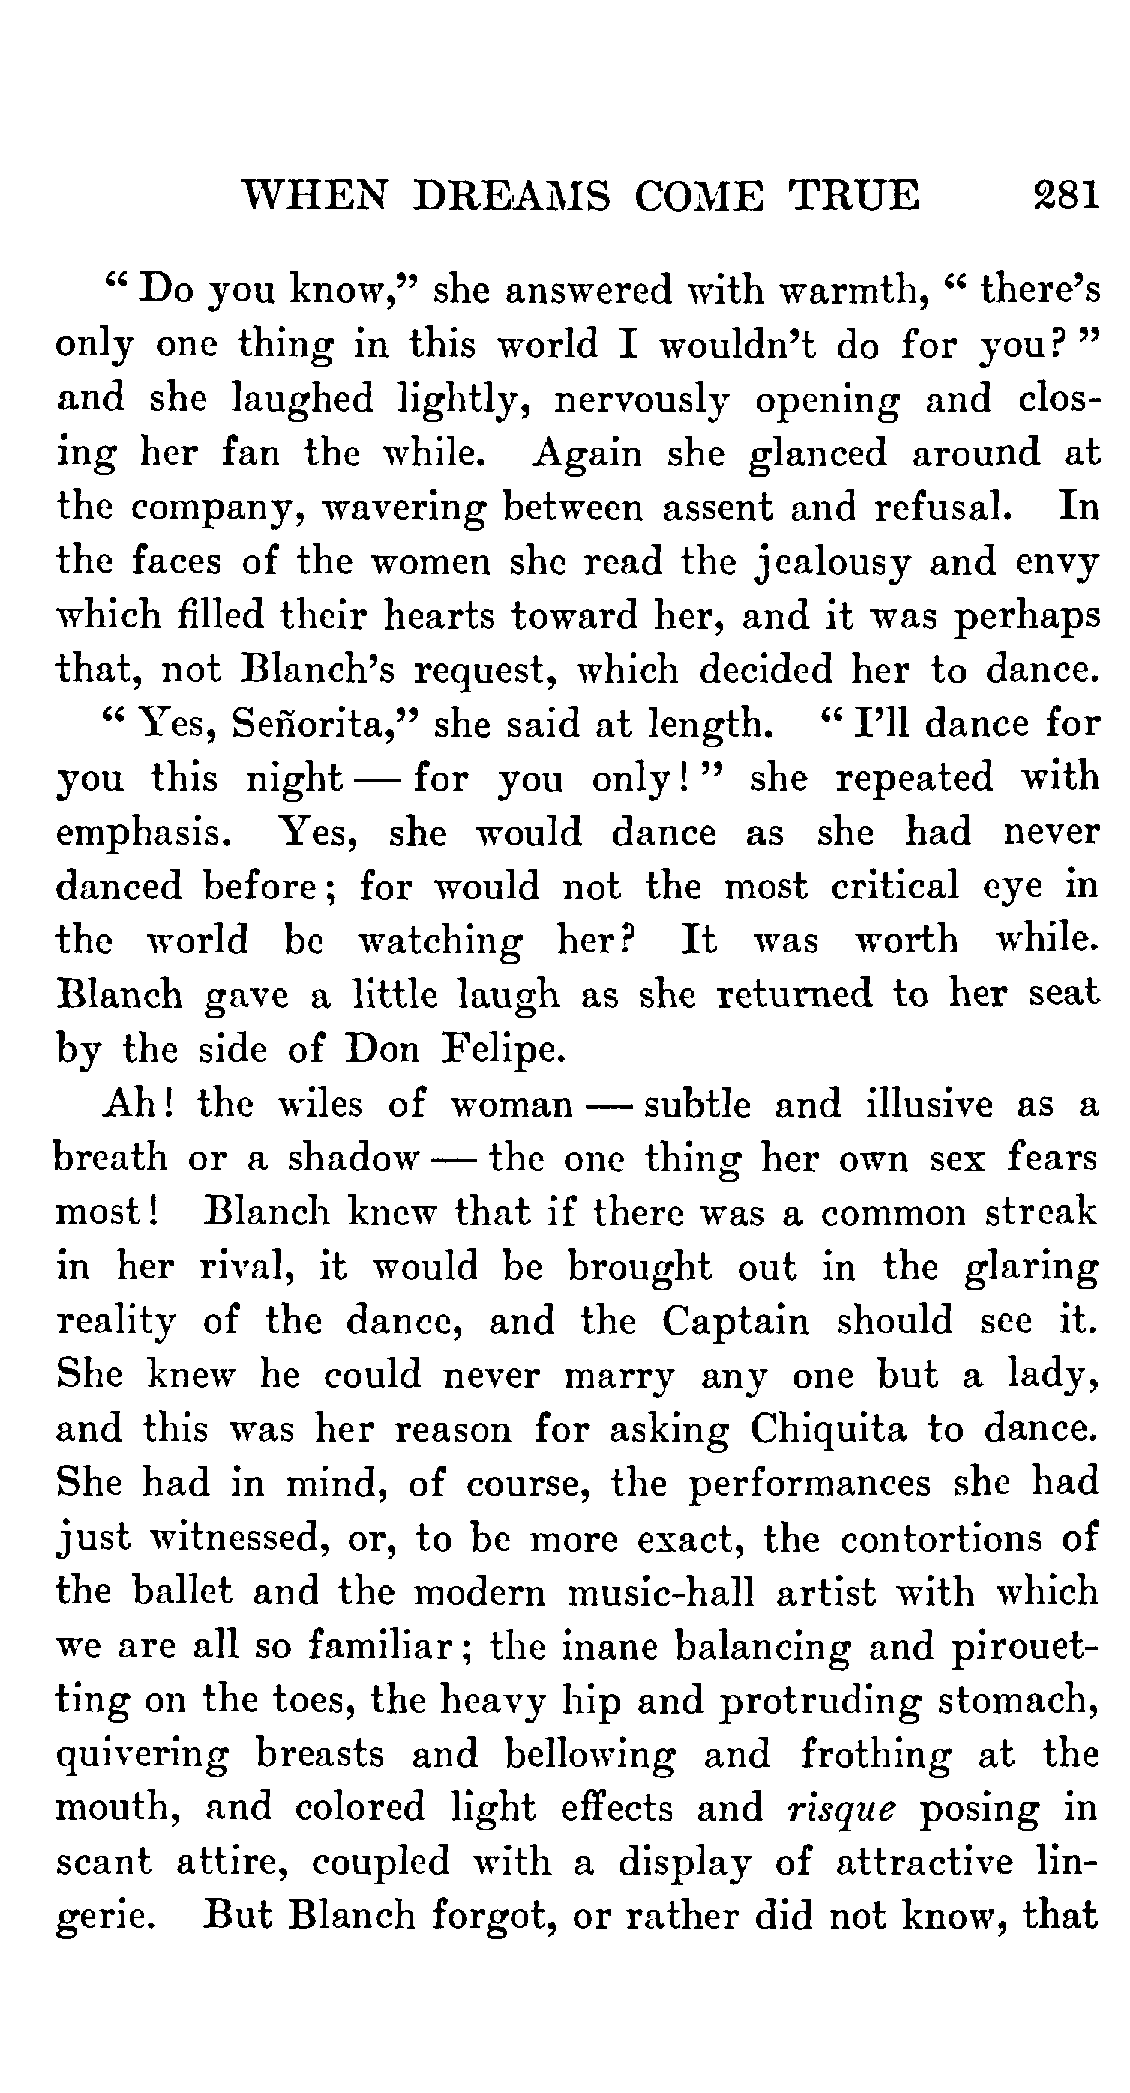 WHEN DREAMS COME TRUE 281
“ Do you know,” she answered with warmth, “ there’s
only one thing in this world I wouldn’t do for you? ”
and she laughed lightly, nervously opening and clos-
ing her fan the while. Again she glanced around at
the company, wavering between assent and refusal. In
the faces of the women she read the jealousy and envy
which filled their hearts toward her, and it was perhaps
that, not Blanch’s request, which decided her to dance.
“ Yes, Señorita,” she said at length. “ I’ll dance for
you this night — for you only! ” she repeated with
emphasis. Yes, she would dance as she had never
danced before; for would not the most critical eye in
the world be watching her? It was worth while.
Blanch gave a little laugh as she returned to her seat
by the side of Don Felipe.
Ah! the wiles of woman — subtle and illusive as a
breath or a shadow — the one thing her own sex fears
most! Blanch knew that if there was a common streak
in her rival, it would be brought out in the glaring
reality of the dance, and the Captain should see it.
She knew he could never marry any one but a lady,
and this was her reason for asking Chiquita to dance.
She had in mind, of course, the performances she had
just witnessed, or, to be more exact, the contortions of
the ballet and the modern music-hall artist with which
we are all so familiar; the inane balancing and pirouet-
ting on the toes, the heavy hip and protruding stomach,
quivering breasts and bellowing and frothing at the
mouth, and colored light effects and risque posing in
scant attire, coupled with a display of attractive lin-
gerie. But Blanch forgot, or rather did not know, that